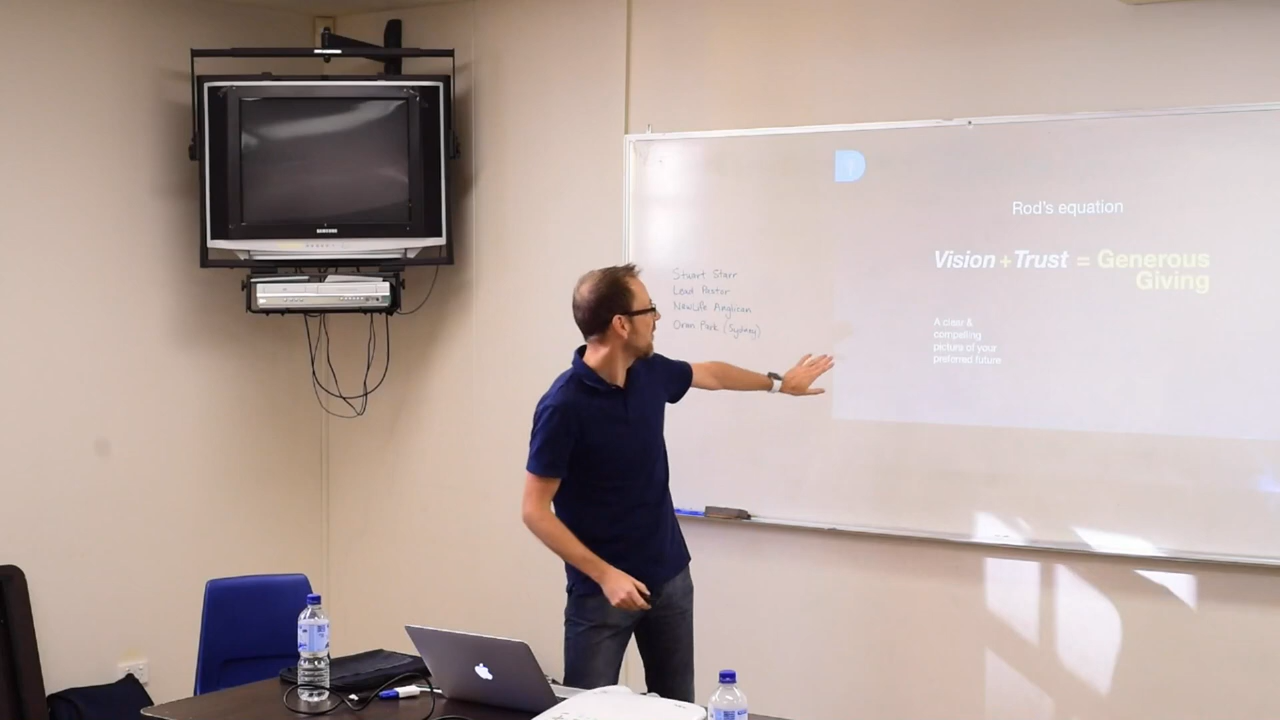 Rod's equation
Vision + Trust = Generous
Giving
A clear &
compelling
picture of your
preferred future
Stuart Starr
Lead Pastor
NewLife Anglican
Oran Park (Sydney)